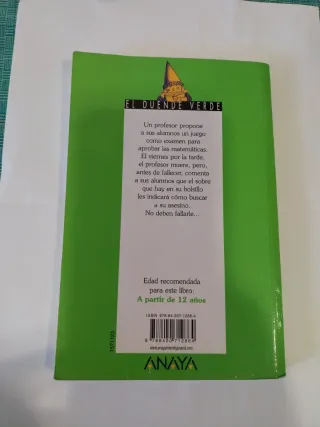 EL DUENDE VERDE
Un profesor propone
a sus alumnos un juego
como examen para
aprobar las matemáticas.
El viernes por la tarde,
el profesor muere, pero,
antes de fallecer, comenta
a sus alumnos que el sobre
que hay en su bolsillo
les indicará cómo buscar
a su asesino.
No deben fallarle...
Edad recomendada
para este libro:
A partir de 12 años
ANAYA